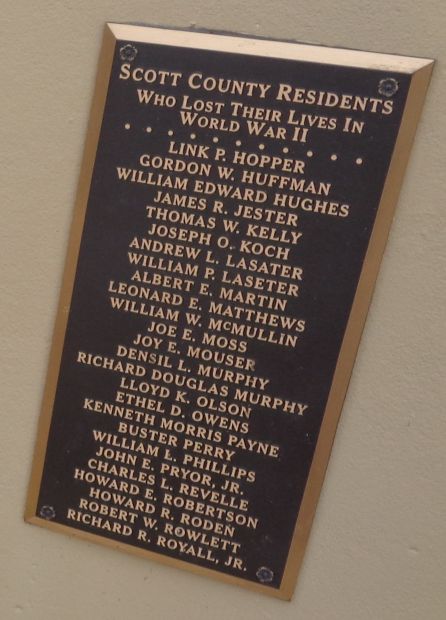 SCOTT COUNTY RESIDENTS
WHO LOST THEIR LIVES IN
WORLD WAR II
LINK P. HOPPER
GORDON W. HUFFMAN
WILLIAM EDWARD HUGHES
JAMES R. JESTER
THOMAS W. KELLY
JOSEPH O. KOCH
ANDREW L. LASATER
WILLIAM P. LASETER
ALBERT E. MARTIN
LEONARD E. MATTHEWS
WILLIAM W. MCMULLIN
JOE E. MOSS
JOY E. MOUSER
DENSIL L. MURPHY
RICHARD DOUGLAS MURPHY
LLOYD K. OLSON
ETHEL D. OWENS
KENNETH MORRIS PAYNE
BUSTER PERRY
WILLIAM L. PHILLIPS
JOHN E. PRYOR, JR.
CHARLES L. REVELLE
HOWARD E. ROBERTSON
HOWARD R. RODEN
ROBERT W. ROWLETT
RICHARD R. ROYALL, JR.